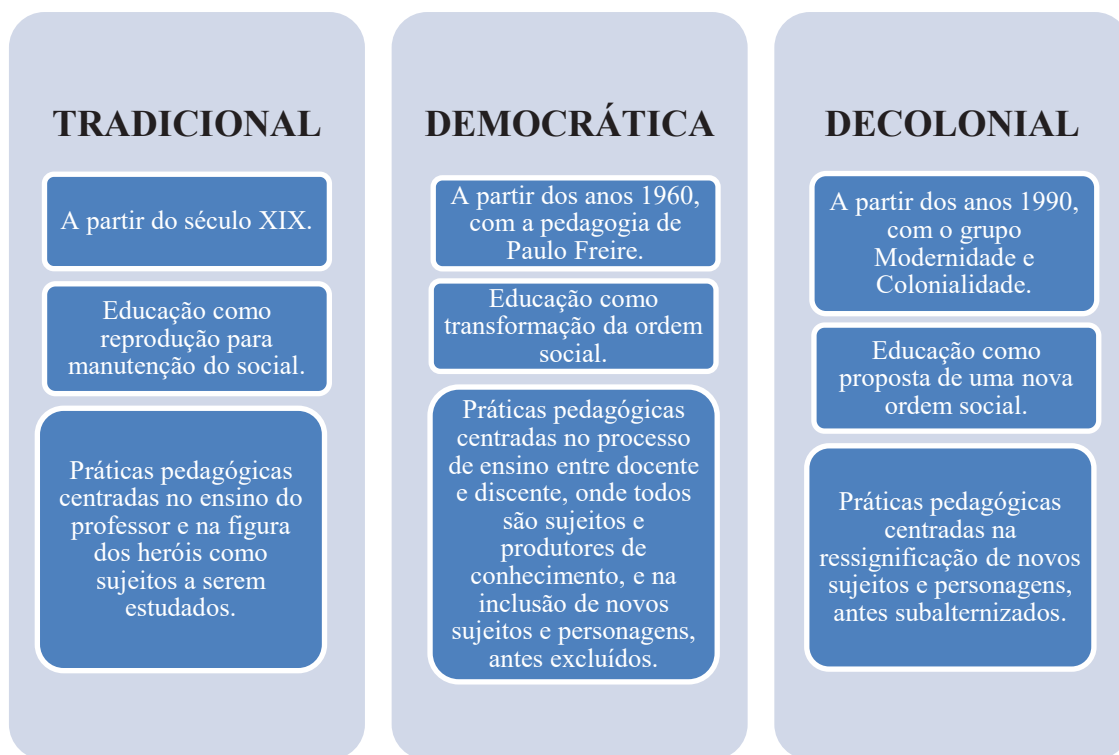 TRADICIONAL
A partir do século XIX.
Educação como
reprodução para
manutenção do social.
Práticas pedagógicas
centradas no ensino do
professor e na figura
dos heróis como
sujeitos a serem
estudados.
DEMOCRÁTICA
A partir dos anos 1960,
com a pedagogia de
Paulo Freire.
Educação como
transformação da ordem
social.
Práticas pedagógicas
centradas no processo
de ensino entre docente
e discente, onde todos
são sujeitos e
produtores de
conhecimento, e na
inclusão de novos
sujeitos e personagens,
antes excluídos.
DECOLONIAL
A partir dos anos 1990,
com o grupo
Modernidade e
Colonialidade.
Educação como
proposta de uma nova
ordem social.
Práticas pedagógicas
centradas na
ressignificação de novos
sujeitos e personagens,
antes subalternizados.